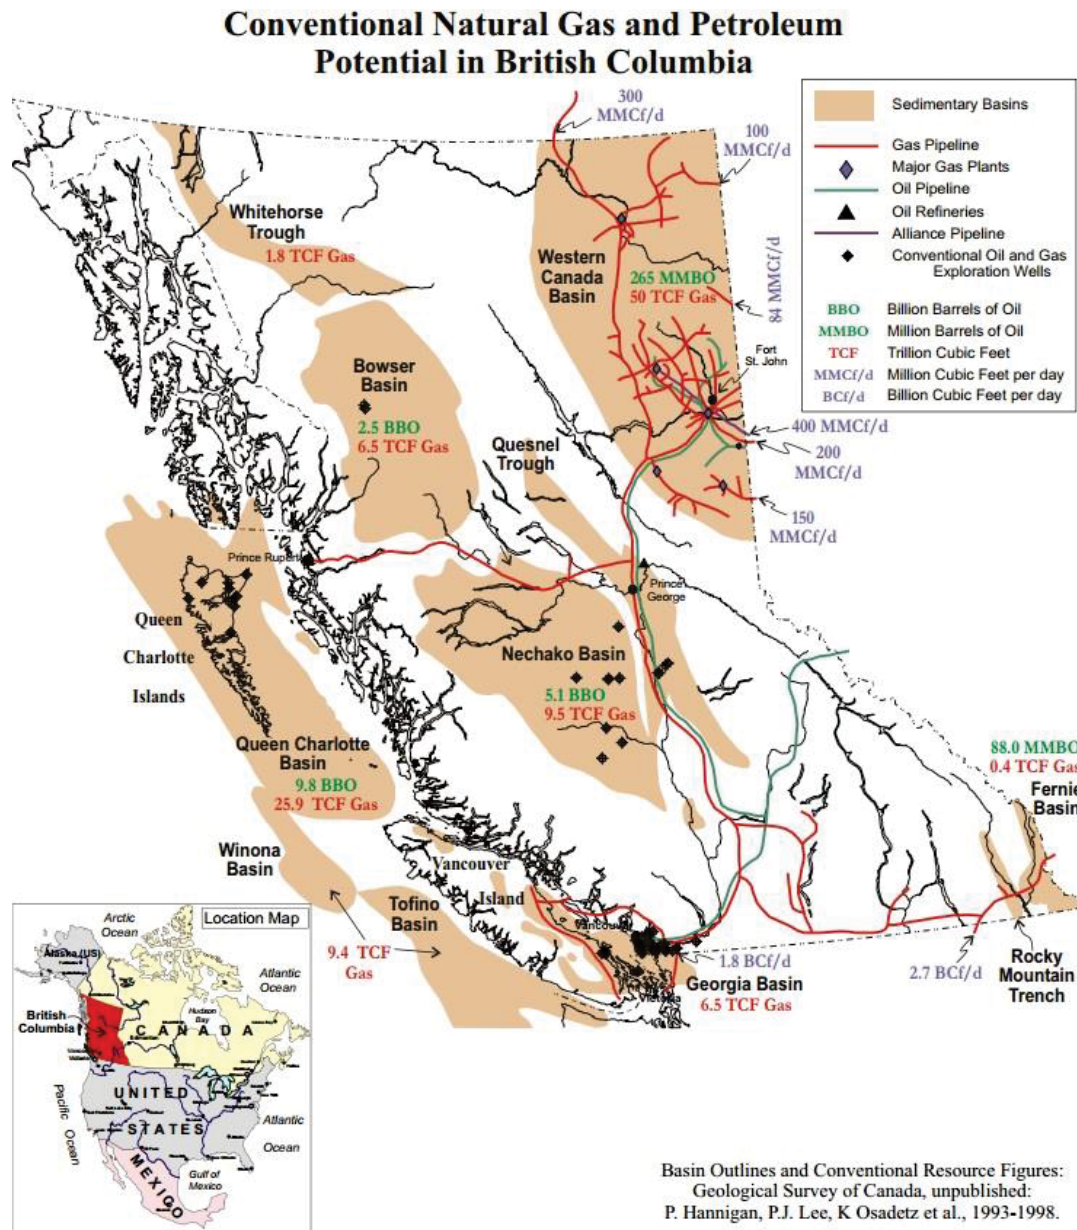 Conventional Natural Gas and Petroleum
Potential in British Columbia
Sedimentary Basins
Gas Pipeline
Major Gas Plants
Oil Pipeline
Oil Refineries
Alliance Pipeline
Conventional Oil and Gas
Exploration Wells
BBO Billion Barrels of Oil
MMBO Million Barrels of Oil
TCF Trillion Cubic Feet
MMCf/d Million Cubic Feet per day
BCf/d Billion Cubic Feet per day
300
MMCf/d
100
MMCf/d
Whitehorse
Trough
1.8 TCF Gas
Western
Canada
Basin
265 MMBO
50 TCF Gas
84 MMCf/d
Fort
St. John
Bowser
Basin
2.5 BBO
6.5 TCF Gas
Quesnel
Trough
400 MMCf/d
200
MMCf/d
150
MMCf/d
Prince Rupert
Prince
George
Queen
Charlotte
Islands
Nechako Basin
5.1 BBO
9.5 TCF Gas
Queen Charlotte
Basin
9.8 BBO
25.9 TCF Gas
88.0 MMBO
0.4 TCF Gas
Fernie
Basin
Winona
Basin
Vancouver
Island
Tofino
Basin
9.4 TCF
Gas
Vancouver
Victoria
1.8 BCf/d
Georgia Basin
6.5 TCF Gas
2.7 BCf/d
Rocky
Mountain
Trench
Location Map
Arctic
Ocean
Alaska (US)
Atlantic
Ocean
British
Columbia
Hudson
Bay
CANADA
Pacific
Ocean
UNITED
STATES
Atlantic
Ocean
MEXICO
Gulf of
Mexico
Basin Outlines and Conventional Resource Figures:
Geological Survey of Canada, unpublished:
P. Hannigan, P.J. Lee, K Osadetz et al., 1993-1998.